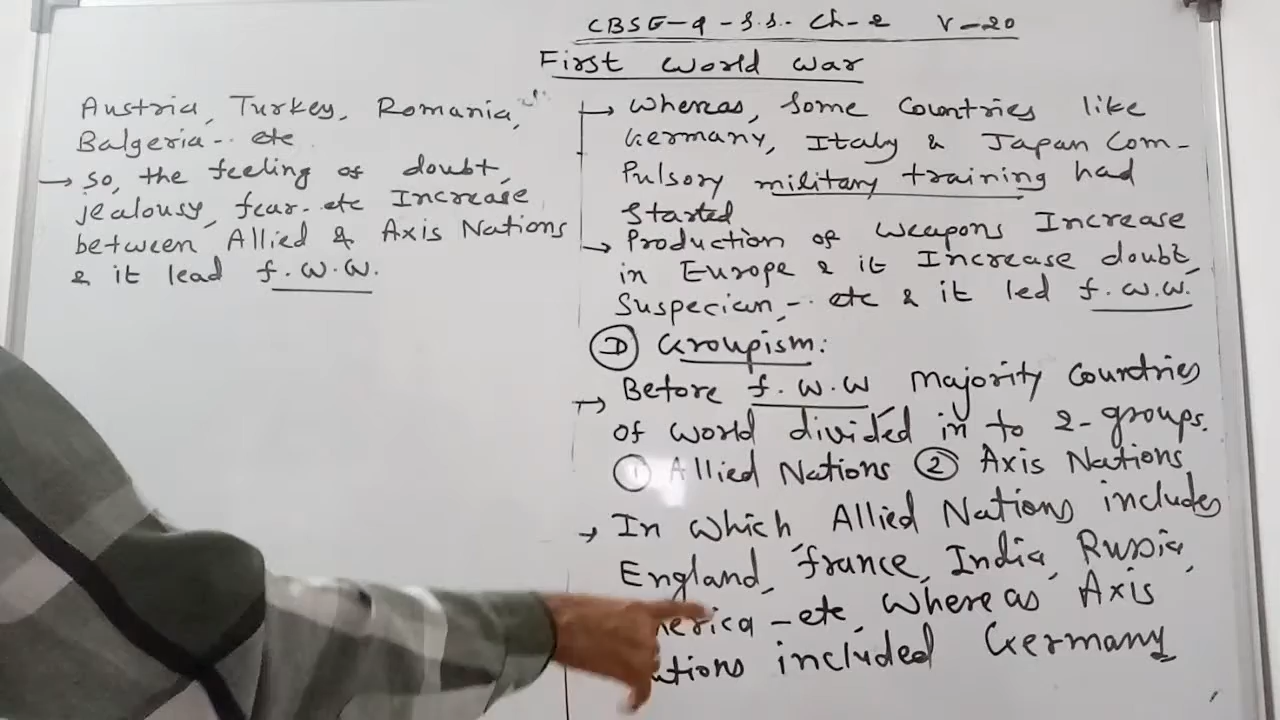 CBSE-9-S.S.- Ch-2 V-20
First World War
→ Whereas, Some Countries like
Germany, Italy & Japan Com-
Pulsory military training had
Started
→ Production of weapons Increase
in Europe & it Increase doubt,
Suspecian, -- etc & it led f.w.w.
D Groupism:
→ Before f.w.w majority countries
of world divided in to 2-groups.
① Allied Nations ② Axis Nations
→ In which, Allied Nations includes
England, france, India, Russia,
-etc, whereas Axis
included Germany
Austria, Turkey, Romania,
Balgeria-- etc
→ so, the feeling of doubt,
jealousy, fear-etc Increase
between Allied & Axis Nations
& it lead f.w.w.